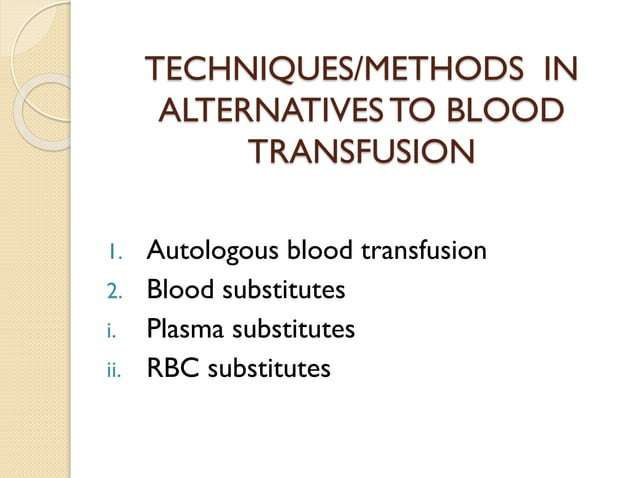 TECHNIQUES/METHODS IN
ALTERNATIVES TO BLOOD
TRANSFUSION
1. Autologous blood transfusion
2. Blood substitutes
i. Plasma substitutes
ii. RBC substitutes